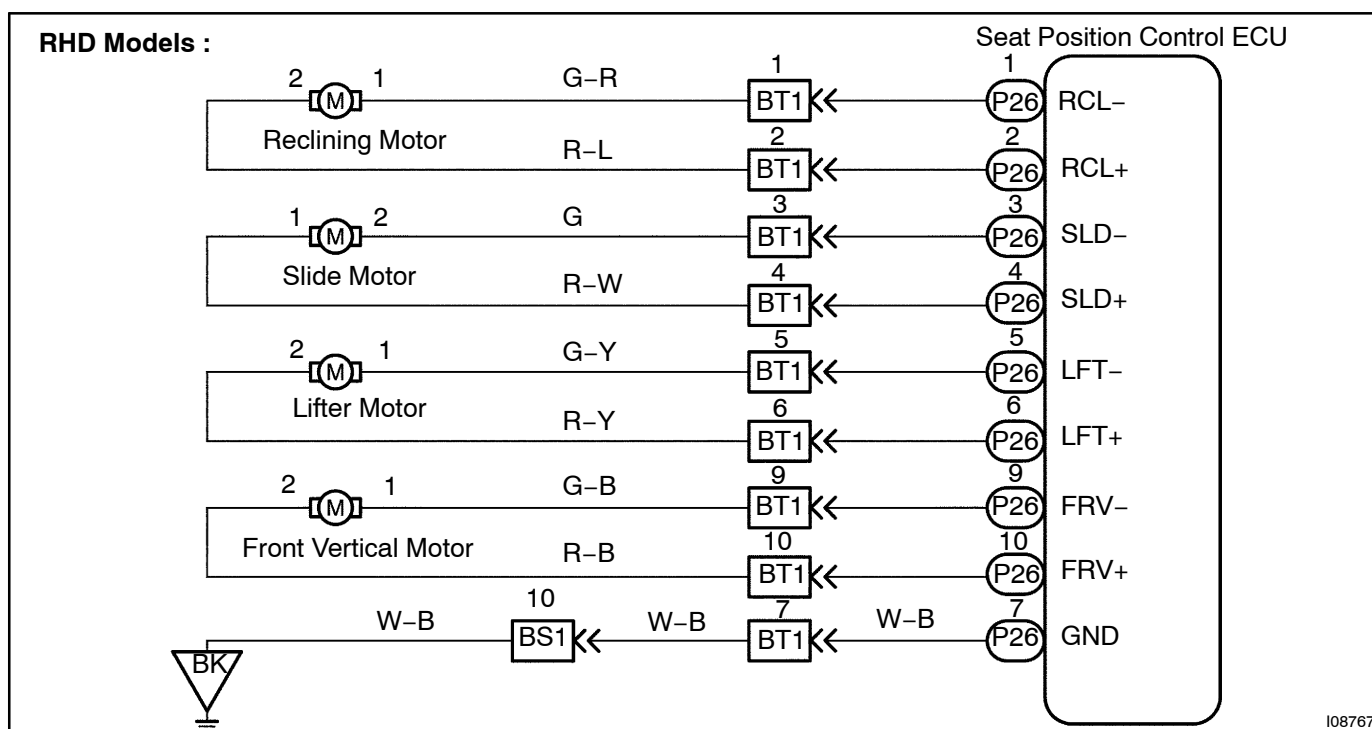 RHD Models :
Seat Position Control ECU
2 M 1 G–R 1 BT1 1 P26 RCL–
Reclining Motor
R–L 2 BT1 2 P26 RCL+
1 M 2 G 3 BT1 3 P26 SLD–
Slide Motor
R–W 4 BT1 4 P26 SLD+
2 M 1 G–Y 5 BT1 5 P26 LFT–
Lifter Motor
R–Y 6 BT1 6 P26 LFT+
2 M 1 G–B 9 BT1 9 P26 FRV–
Front Vertical Motor
R–B 10 BT1 10 P26 FRV+
W–B 10 BS1 W–B 7 BT1 W–B 7 P26 GND
BK
I08767